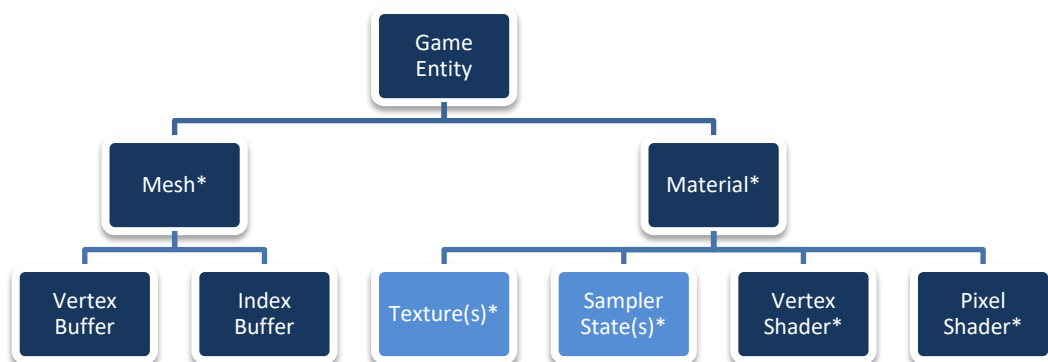 Game
Entity
Mesh*
Material*
Vertex
Buffer
Index
Buffer
Texture(s)*
Sampler
State(s)*
Vertex
Shader*
Pixel
Shader*